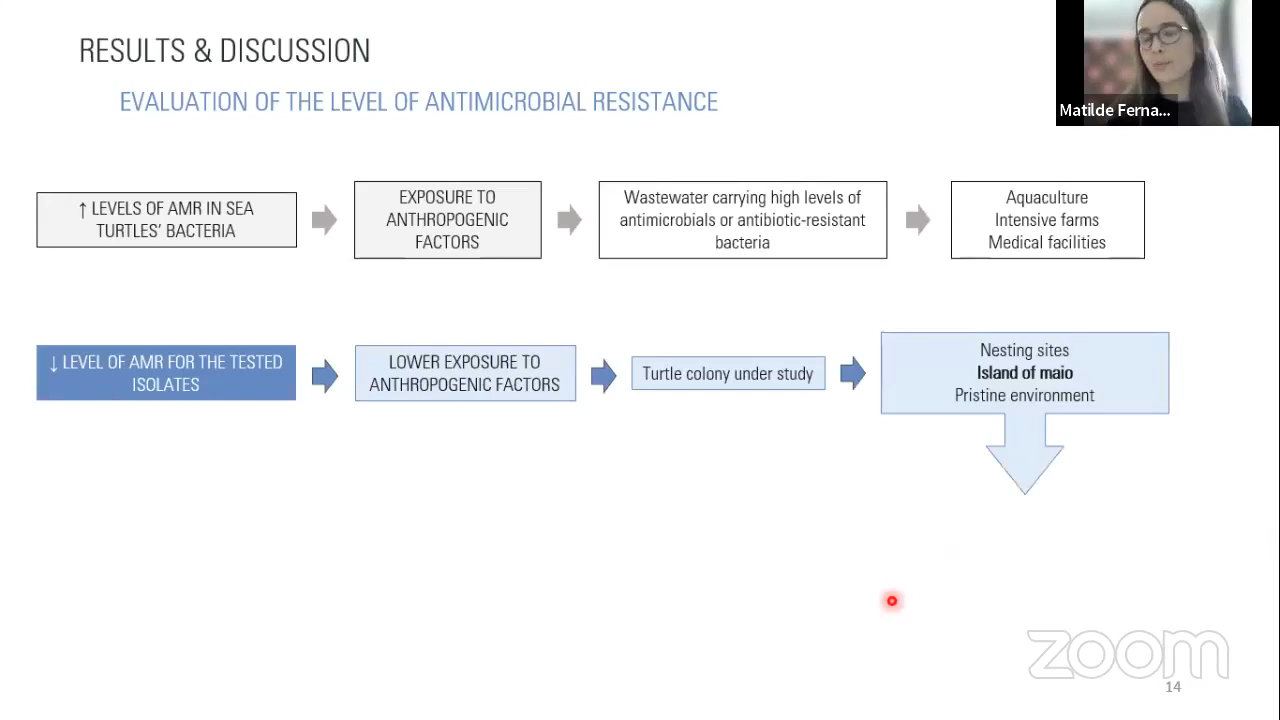 RESULTS & DISCUSSION
EVALUATION OF THE LEVEL OF ANTIMICROBIAL RESISTANCE
Matilde Ferna...
↑ LEVELS OF AMR IN SEA
TURTLES' BACTERIA
EXPOSURE TO
ANTHROPOGENIC
FACTORS
Wastewater carrying high levels of
antimicrobials or antibiotic-resistant
bacteria
Aquaculture
Intensive farms
Medical facilities
↓ LEVEL OF AMR FOR THE TESTED
ISOLATES
LOWER EXPOSURE TO
ANTHROPOGENIC FACTORS
Turtle colony under study
Nesting sites
Island of maio
Pristine environment
zoom
14